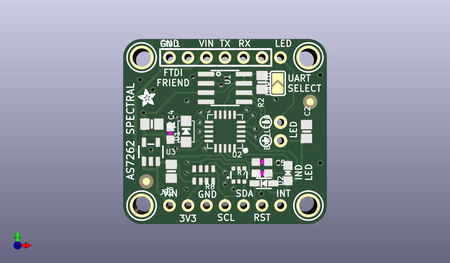 GND VIN TX RX LED
FTDI
FRIEND
U1
UART
SELECT
R2
C4
C2
LED
AS7262 SPECTRAL
U3
U2
IND
LED
R8
R7
VIN GND SDA INT
3V3 SCL RST